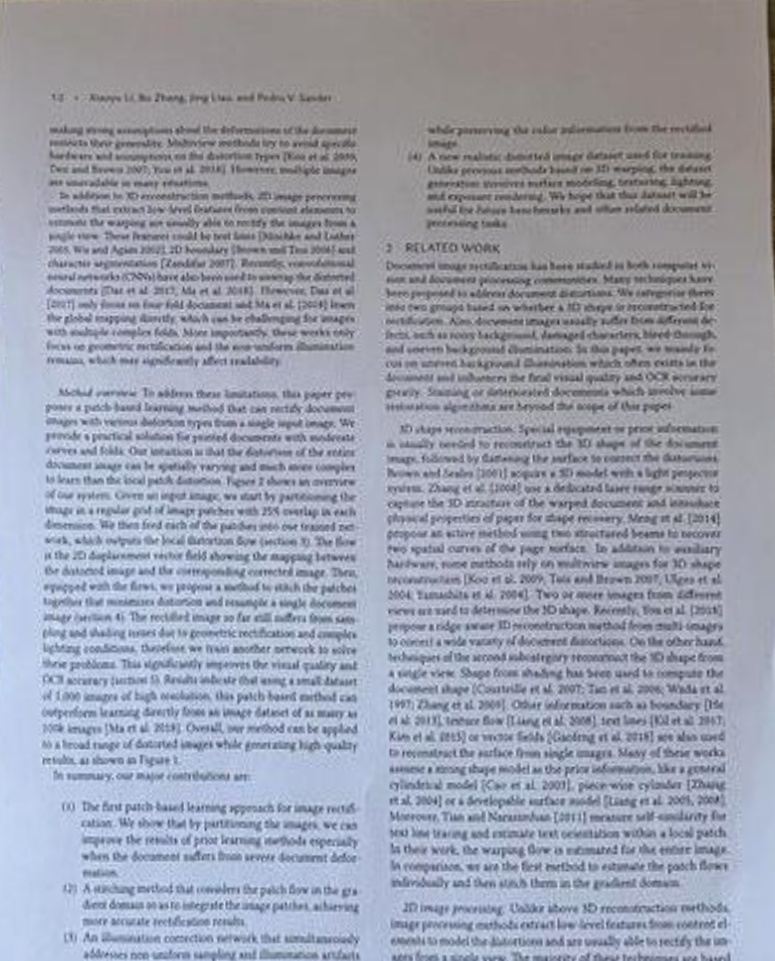 1:2 • Xiaoyu Li, Bo Zhang, Jing Liao, and Pedro V. Sander
making strong assumptions about the deformations of the document
restricts their generality. Multiview methods try to avoid specific
hardware and assumptions on the distortion types [Koo et al. 2009;
Tsoi and Brown 2007; You et al. 2018]. However, multiple images
are unavailable in many situations.
In addition to 3D reconstruction methods, 2D image processing
methods that extract low-level features from content elements to
estimate the warping are usually able to rectify the images from a
single view. These features could be text lines [Mischke and Luther
2005; Wu and Agam 2002], 2D boundary [Brown and Tsoi 2006] and
character segmentation [Zandifar 2007]. Recently, convolutional
neural networks (CNNs) have also been used to unwarp the distorted
documents [Das et al. 2017; Ma et al. 2018]. However, Das et al.
[2017] only focus on four-fold document and Ma et al. [2018] learn
the global mapping directly, which can be challenging for images
with multiple complex folds. More importantly, these works only
focus on geometric rectification and the non-uniform illumination
remains, which may significantly affect readability.
Method overview. To address these limitations, this paper pro-
poses a patch-based learning method that can rectify document
images with various distortion types from a single input image. We
provide a practical solution for printed documents with moderate
curves and folds. Our intuition is that the distortion of the entire
document image can be spatially varying and much more complex
to learn than the local patch distortion. Figure 2 shows an overview
of our system. Given an input image, we start by partitioning the
image in a regular grid of image patches with 25% overlap in each
dimension. We then feed each of the patches into our trained net-
work, which outputs the local distortion flow (section 3). The flow
is the 2D displacement vector field showing the mapping between
the distorted image and the corresponding corrected image. Then,
equipped with the flows, we propose a method to stitch the patches
together that minimizes distortion and resample a single document
image (section 4). The rectified image so far still suffers from sam-
pling and shading issues due to geometric rectification and complex
lighting conditions, therefore we train another network to solve
these problems. This significantly improves the visual quality and
OCR accuracy (section 5). Results indicate that using a small dataset
of 1,000 images of high resolution, this patch-based method can
outperform learning directly from an image dataset of as many as
100k images [Ma et al. 2018]. Overall, our method can be applied
to a broad range of distorted images while generating high-quality
results, as shown in Figure 1.
In summary, our major contributions are:
(1) The first patch-based learning approach for image rectifi-
cation. We show that by partitioning the images, we can
improve the results of prior learning methods especially
when the document suffers from severe document defor-
mation.
(2) A stitching method that considers the patch flow in the gra-
dient domain so as to integrate the image patches, achieving
more accurate rectification results.
(3) An illumination correction network that simultaneously
addresses non-uniform sampling and illumination artifacts
while preserving the color information from the rectified
image.
(4) A new realistic distorted image dataset used for training.
Unlike previous methods based on 3D warping, the dataset
generation involves surface modeling, texturing, lighting,
and exposure rendering. We hope that this dataset will be
useful for future benchmarks and other related document
processing tasks.
2 RELATED WORK
Document image rectification has been studied in both computer vi-
sion and document processing communities. Many techniques have
been proposed to address document distortions. We categorize them
into two groups based on whether a 3D shape is reconstructed for
rectification. Also, document images usually suffer from different de-
fects, such as noisy background, damaged characters, bleed-through,
and uneven background illumination. In this paper, we mainly fo-
cus on uneven background illumination which often exists in the
document and influences the final visual quality and OCR accuracy
greatly. Staining or deteriorated documents which involve some
restoration algorithms are beyond the scope of this paper.
3D shape reconstruction. Special equipment or prior information
is usually needed to reconstruct the 3D shape of the document
image, followed by flattening the surface to correct the distortions.
Brown and Seales [2001] acquire a 3D model with a light projector
system. Zhang et al. [2008] use a dedicated laser range scanner to
capture the 3D structure of the warped document and introduce
physical properties of paper for shape recovery. Meng et al. [2014]
propose an active method using two structured beams to recover
two spatial curves of the page surface. In addition to auxiliary
hardware, some methods rely on multiview images for 3D shape
reconstruction [Koo et al. 2009; Tsoi and Brown 2007; Ulges et al.
2004; Yamashita et al. 2004]. Two or more images from different
views are used to determine the 3D shape. Recently, You et al. [2018]
propose a ridge-aware 3D reconstruction method from multi-images
to correct a wide variety of document distortions. On the other hand,
techniques of the second subcategory reconstruct the 3D shape from
a single view. Shape from shading has been used to compute the
document shape [Courteille et al. 2007; Tan et al. 2006; Wada et al.
1997; Zhang et al. 2009]. Other information such as boundary [He
et al. 2013], texture flow [Liang et al. 2008], text lines [Kil et al. 2017;
Kim et al. 2015] or vector fields [Gaofeng et al. 2018] are also used
to reconstruct the surface from single images. Many of these works
assume a strong shape model as the prior information, like a general
cylindrical model [Cao et al. 2003], piece-wise cylinder [Zhang
et al. 2004] or a developable surface model [Liang et al. 2005, 2008].
Moreover, Tian and Narasimhan [2011] measure self-similarity for
text line tracing and estimate text orientation within a local patch.
In their work, the warping flow is estimated for the entire image.
In comparison, we are the first method to estimate the patch flows
individually and then stitch them in the gradient domain.
2D image processing. Unlike above 3D reconstruction methods,
image processing methods extract low-level features from content el-
ements to model the distortions and are usually able to rectify the im-
ages from a single view. The majority of these techniques are based